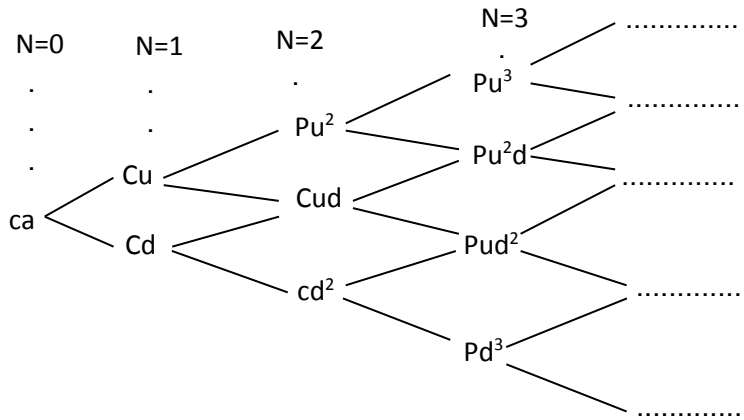 N=0 N=1 N=2 N=3
ca
Cu
Cd
Pu²
Cud
cd²
Pu³
Pu²d
Pud²
Pd³
..............
.............
.............
.............
.............